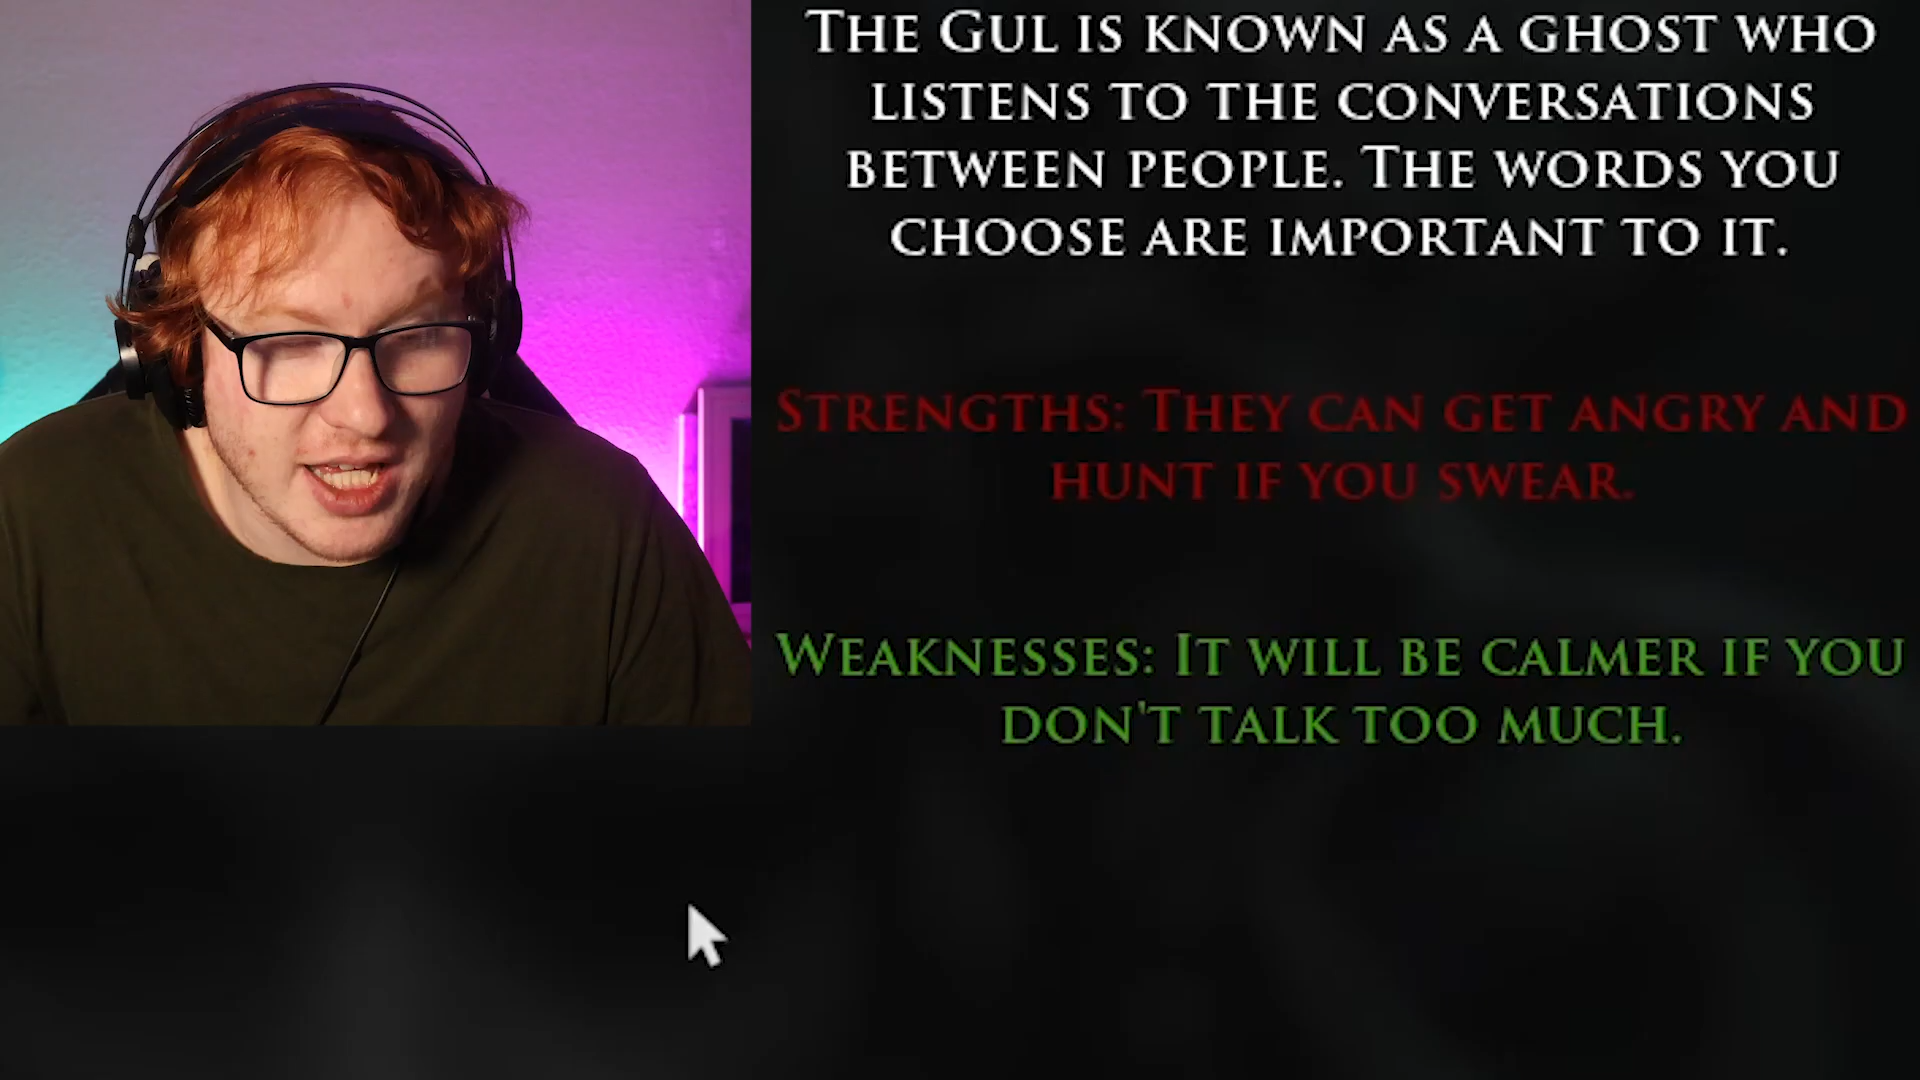 The Gul is known as a ghost who
listens to the conversations
between people. The words you
choose are important to it.
Strengths: They can get angry and
hunt if you swear.
Weaknesses: It will be calmer if you
don't talk too much.